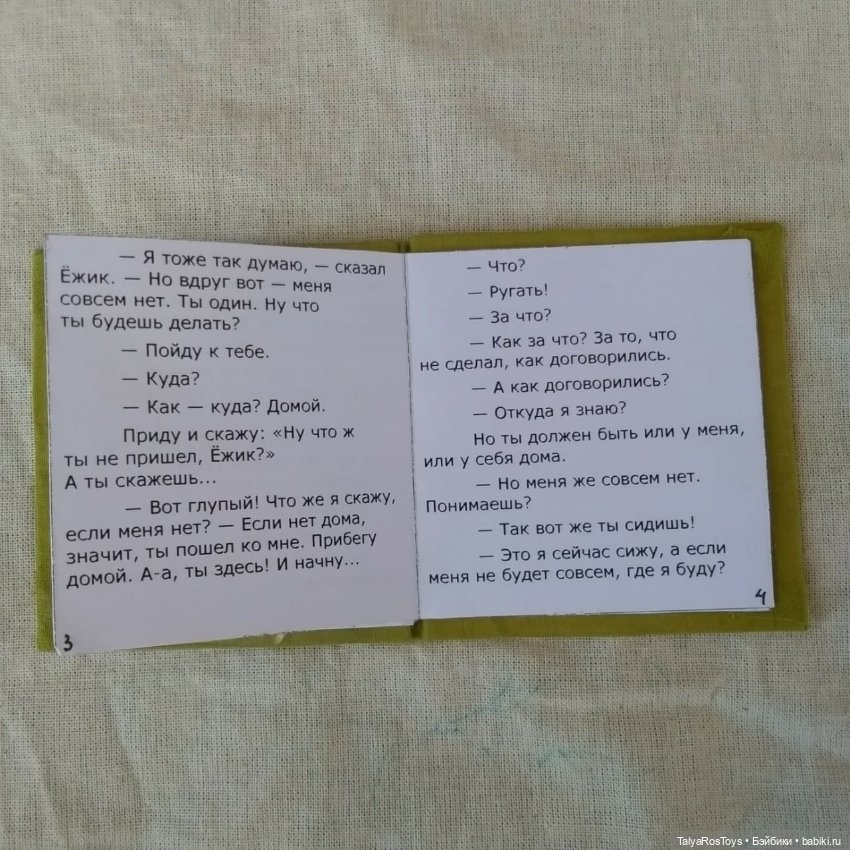 — Я тоже так думаю, — сказал
Ёжик. — Но вдруг вот — меня
совсем нет. Ты один. Ну что
ты будешь делать?
— Пойду к тебе.
— Куда?
— Как — куда? Домой.
Приду и скажу: «Ну что ж
ты не пришел, Ёжик?»
А ты скажешь...
— Вот глупый! Что же я скажу,
если меня нет? — Если нет дома,
значит, ты пошел ко мне. Прибегу
домой. А-а, ты здесь! И начну...
3
— Что?
— Ругать!
— За что?
— Как за что? За то, что
не сделал, как договорились.
— А как договорились?
— Откуда я знаю?
Но ты должен быть или у меня,
или у себя дома.
— Но меня же совсем нет.
Понимаешь?
— Так вот же ты сидишь!
— Это я сейчас сижу, а если
меня не будет совсем, где я буду?
4
TalyaRosToys • Бэйбики • babiki.ru